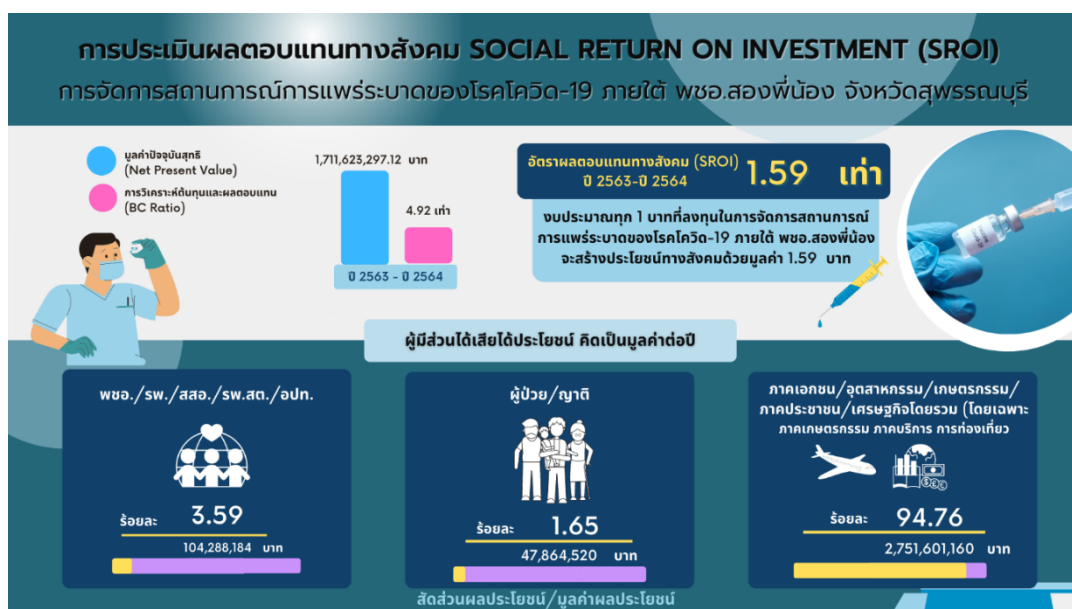 การประเมินผลตอบแทนทางสังคม SOCIAL RETURN ON INVESTMENT (SROI)
การจัดการสถานการณ์การแพร่ระบาดของโรคโควิด-19 ภายใต้ พชอ.สองพี่น้อง จังหวัดสุพรรณบุรี
มูลค่าปัจจุบันสุทธิ
(Net Present Value)
การวิเคราะห์ต้นทุนและผลตอบแทน
(BC Ratio)
1,711,623,297.12 บาท
4.92 เท่า
ปี 2563 - ปี 2564
อัตราผลตอบแทนทางสังคม (SROI)
ปี 2563-ปี 2564
1.59 เท่า
งบประมาณทุก 1 บาทที่ลงทุนในการจัดการสถานการณ์
การแพร่ระบาดของโรคโควิด-19 ภายใต้ พชอ.สองพี่น้อง
จะสร้างประโยชน์ทางสังคมด้วยมูลค่า 1.59 บาท
ผู้มีส่วนได้เสียได้ประโยชน์ คิดเป็นมูลค่าต่อปี
พชอ./รพ./สสอ./รพ.สต./อปท.
ร้อยละ 3.59
104,288,184 บาท
ผู้ป่วย/ญาติ
ร้อยละ 1.65
47,864,520 บาท
ภาคเอกชน/อุตสาหกรรม/เกษตรกรรม/
ภาคประชาชน/เศรษฐกิจโดยรวม (โดยเฉพาะ
ภาคเกษตรกรรม ภาคบริการ การท่องเที่ยว
ร้อยละ 94.76
2,751,601,160 บาท
สัดส่วนผลประโยชน์/มูลค่าผลประโยชน์